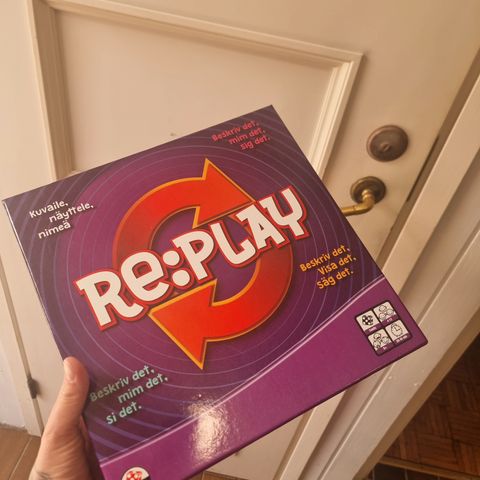 Beskriv det,
mim det,
sig det.
Kuvaile,
näyttele,
nimeä
Re:PLAY
Beskriv det.
Visa det,
säg det.
Beskriv det,
mim det,
si det.